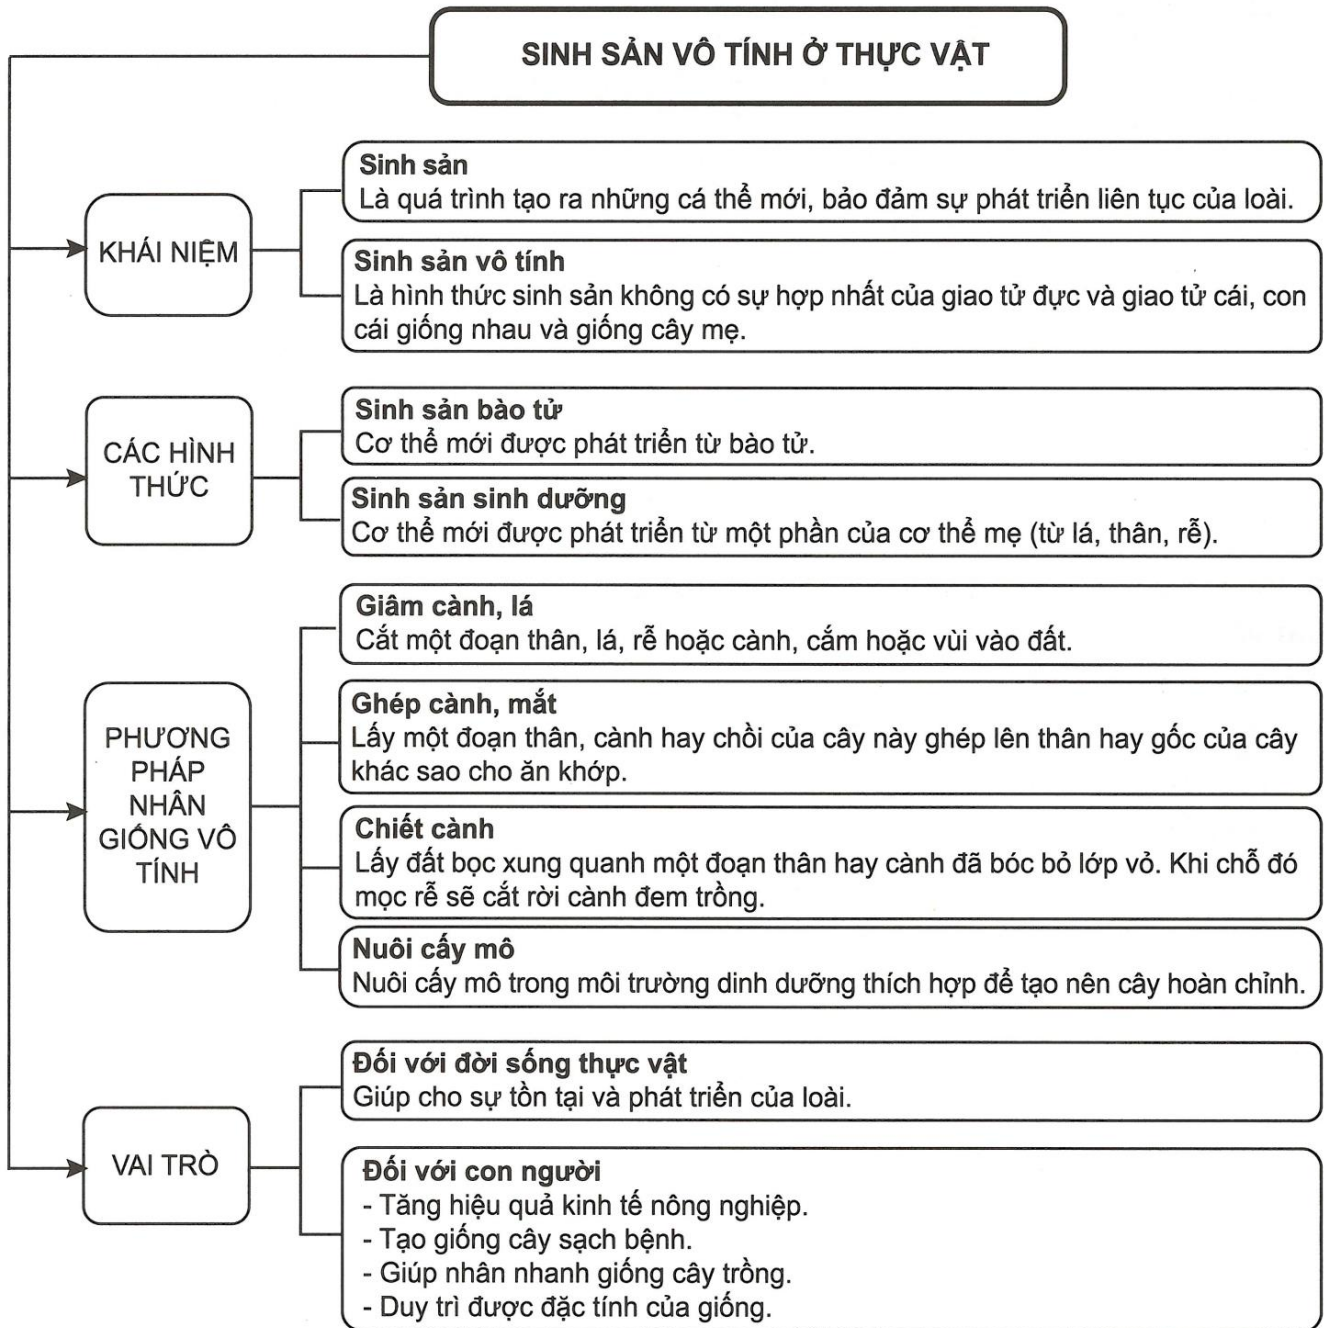 SINH SẢN VÔ TÍNH Ở THỰC VẬT
KHÁI NIỆM
Sinh sản
Là quá trình tạo ra những cá thể mới, bảo đảm sự phát triển liên tục của loài.
Sinh sản vô tính
Là hình thức sinh sản không có sự hợp nhất của giao tử đực và giao tử cái, con
cái giống nhau và giống cây mẹ.
CÁC HÌNH
THỨC
Sinh sản bào tử
Cơ thể mới được phát triển từ bào tử.
Sinh sản sinh dưỡng
Cơ thể mới được phát triển từ một phần của cơ thể mẹ (từ lá, thân, rễ).
PHƯƠNG
PHÁP
NHÂN
GIỐNG VÔ
TÍNH
Giâm cành, lá
Cắt một đoạn thân, lá, rễ hoặc cành, cắm hoặc vùi vào đất.
Ghép cành, mắt
Lấy một đoạn thân, cành hay chồi của cây này ghép lên thân hay gốc của cây
khác sao cho ăn khớp.
Chiết cành
Lấy đất bọc xung quanh một đoạn thân hay cành đã bóc bỏ lớp vỏ. Khi chỗ đó
mọc rễ sẽ cắt rời cành đem trồng.
Nuôi cấy mô
Nuôi cấy mô trong môi trường dinh dưỡng thích hợp để tạo nên cây hoàn chỉnh.
VAI TRÒ
Đối với đời sống thực vật
Giúp cho sự tồn tại và phát triển của loài.
Đối với con người
- Tăng hiệu quả kinh tế nông nghiệp.
- Tạo giống cây sạch bệnh.
- Giúp nhân nhanh giống cây trồng.
- Duy trì được đặc tính của giống.